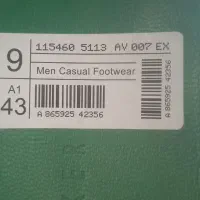 9
115460 5113 AV 007 EX
Men Casual Footwear
A1
43
A 865925 42356
A 865925 42356